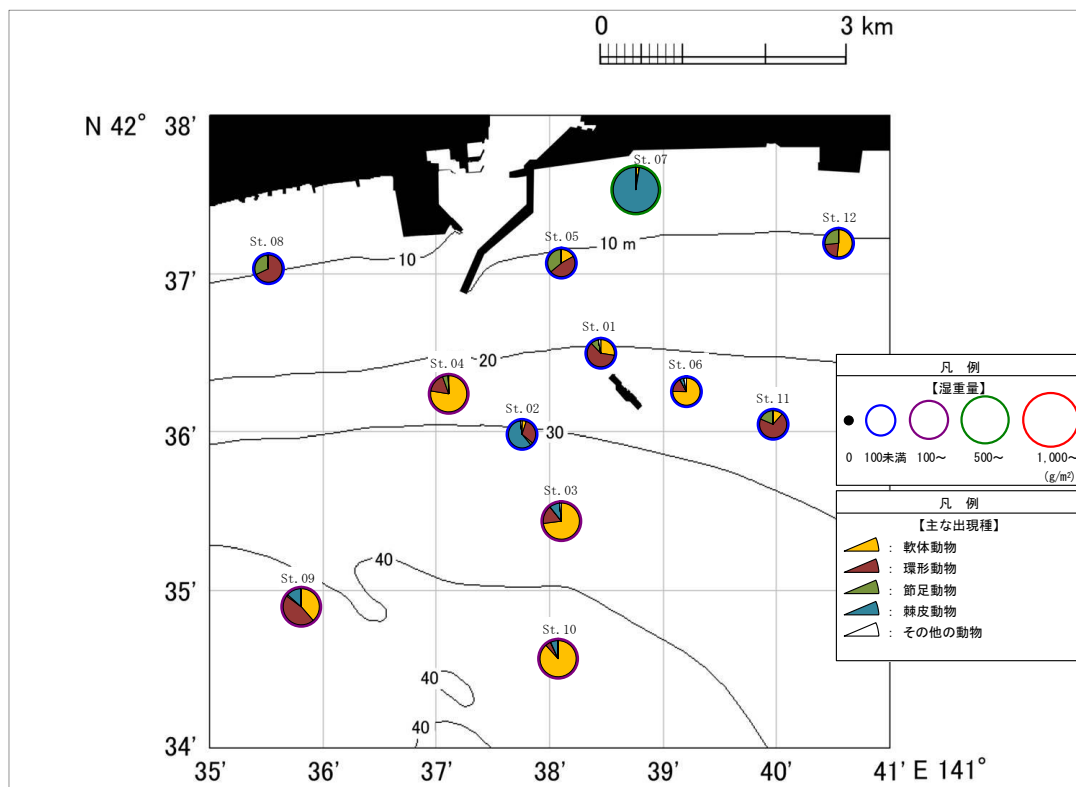 0 3 km
N 42° 38'
St.07
St.12
St.08
St.05
10 m
10
37'
St.01
20
St.04
St.06
St.11
St.02
36'
30
St.03
40
St.09
35'
St.10
40
40
34'
35' 36' 37' 38' 39' 40' 41' E 141°
凡 例
【湿重量】
0 100未満 100～ 500～ 1,000～
(g/m²)
凡 例
【主な出現種】
: 軟体動物
: 環形動物
: 節足動物
: 棘皮動物
: その他の動物